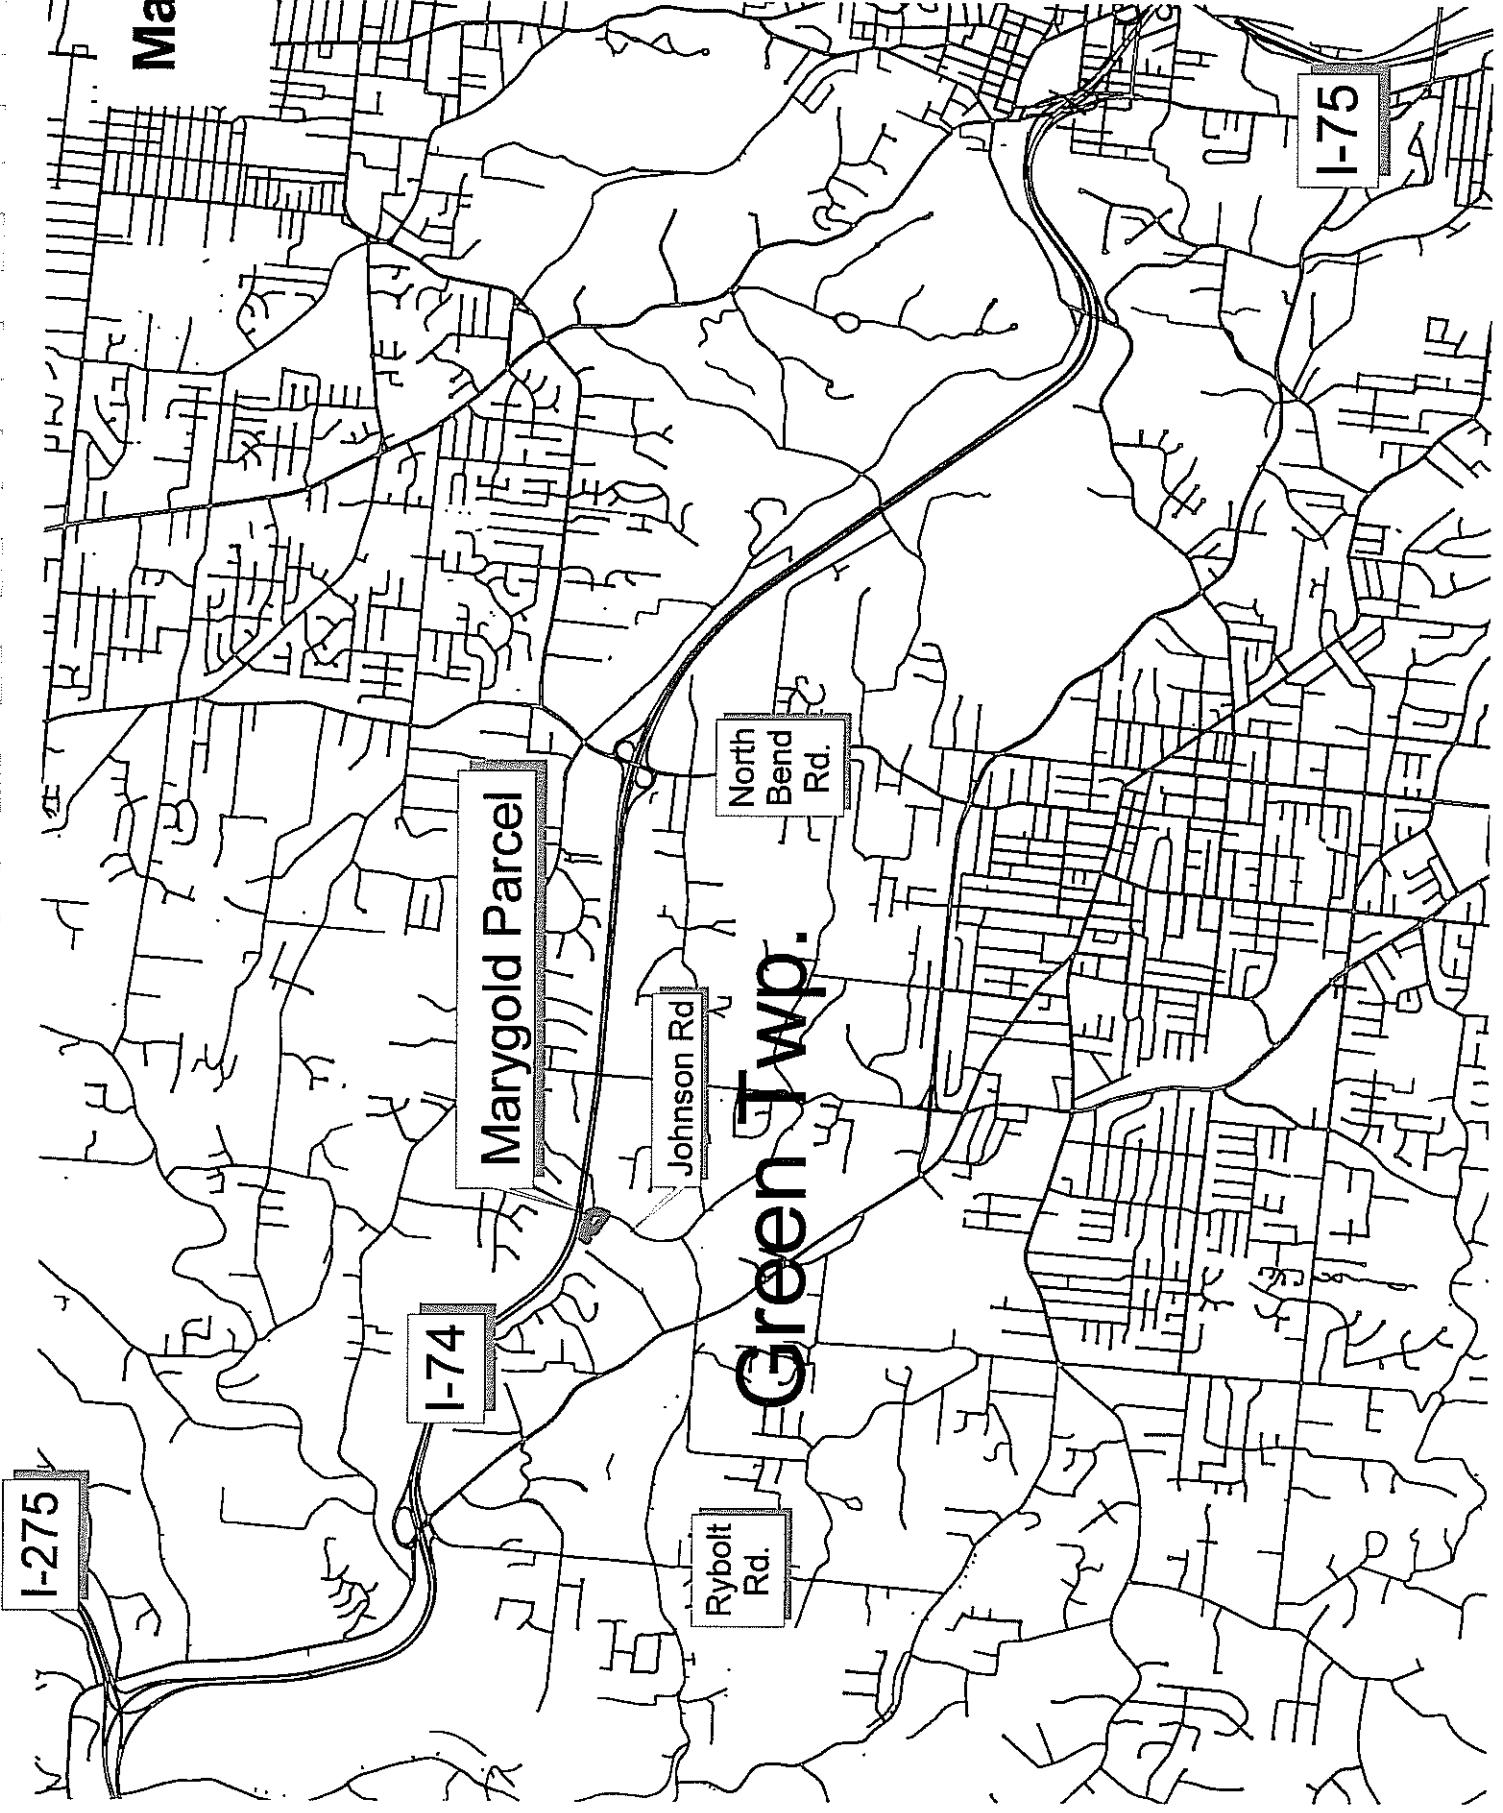 Ma
I-275
I-74
Marygold Parcel
Johnson Rd
North
Bend
Rd.
Green Twp.
Rybolt
Rd.
I-75